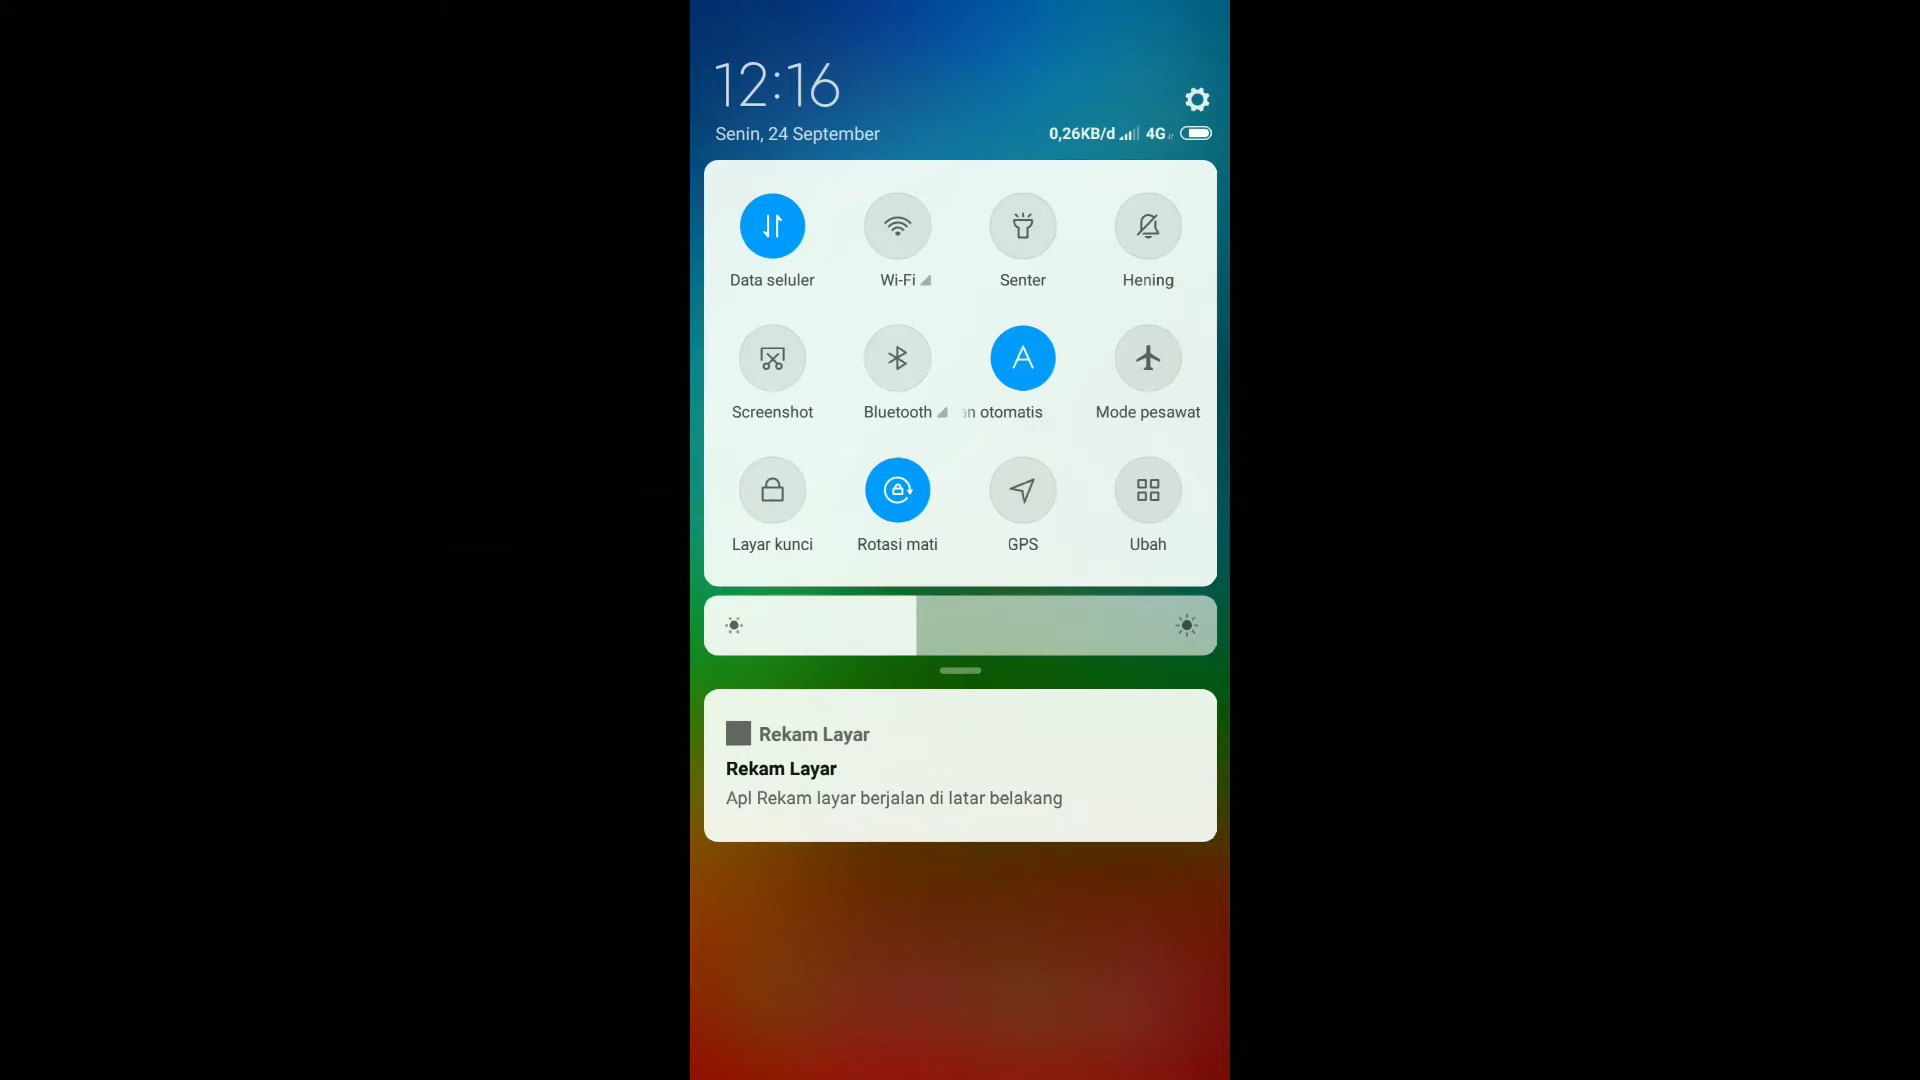 12:16
Senin, 24 September
0,26KB/d 4G
Data seluler
Wi-Fi
Senter
Hening
Screenshot
Bluetooth
an otomatis
Mode pesawat
Layar kunci
Rotasi mati
GPS
Ubah
Rekam Layar
Rekam Layar
Apl Rekam layar berjalan di latar belakang